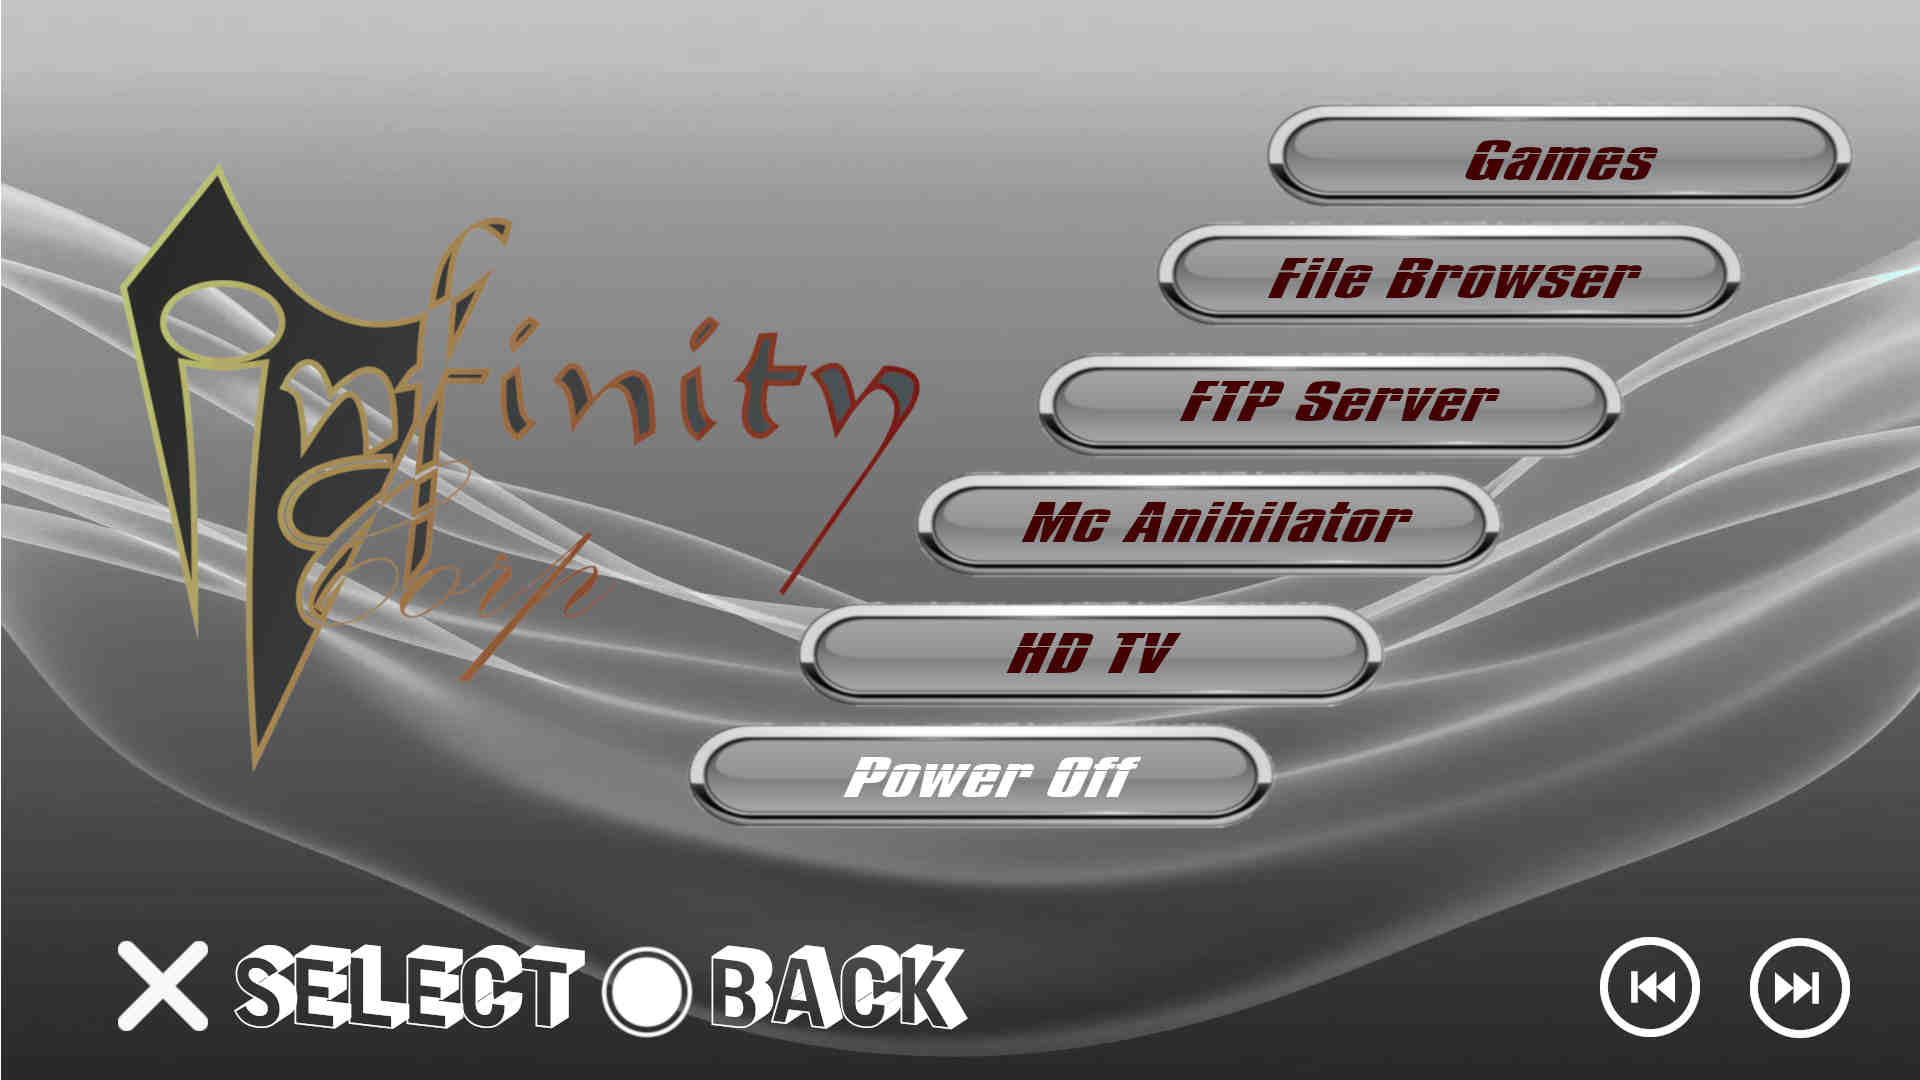 infinity
Corp
Games
File Browser
FTP Server
Mc Anihilator
HD TV
Power Off
SELECT BACK